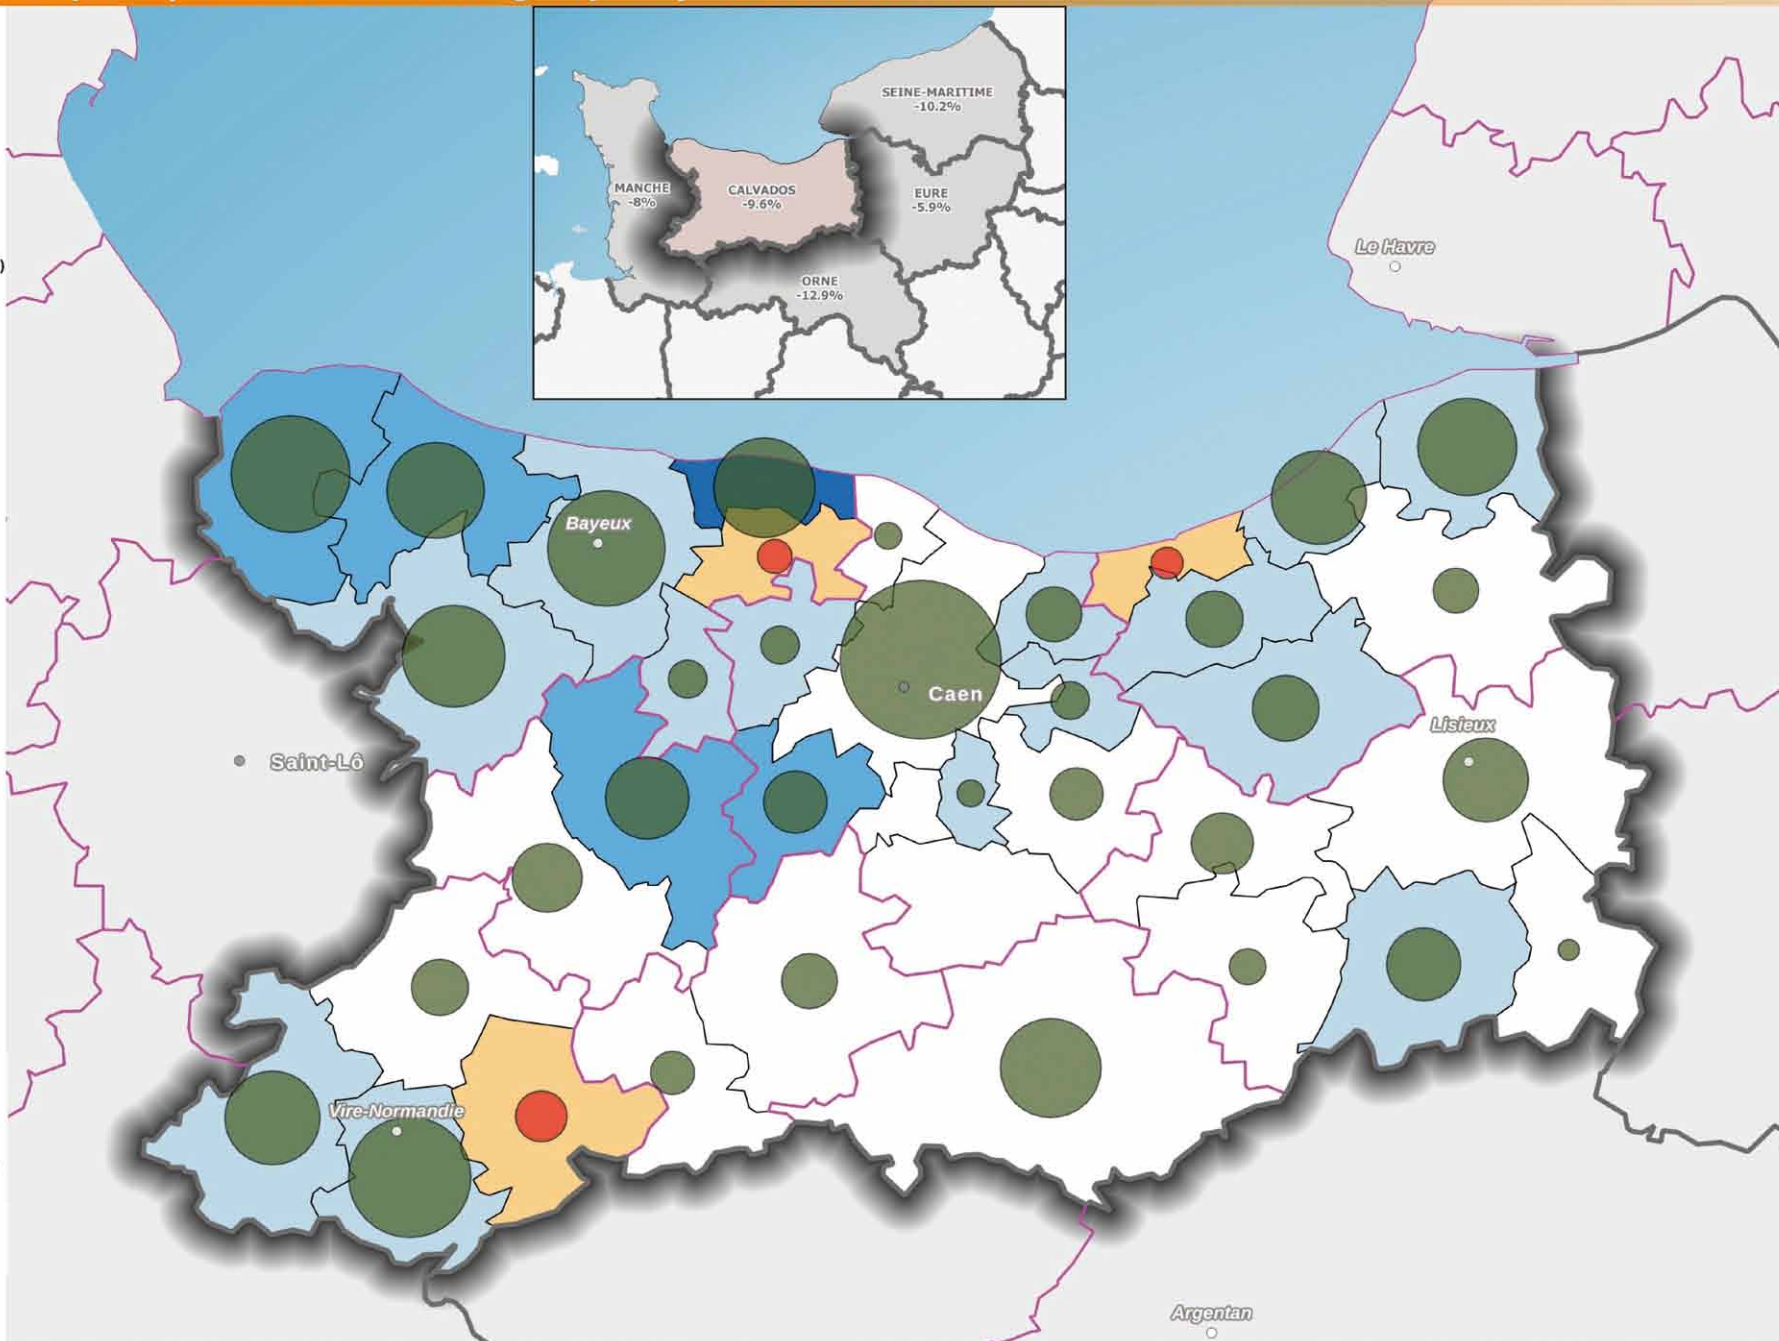 SEINE-MARITIME
-10.2%
MANCHE
-8%
CALVADOS
-9.6%
EURE
-5.9%
ORNE
-12.9%
Le Havre
)
Bayeux
Caen
Lisieux
Saint-Lô
Vire-Normandie
Argentan